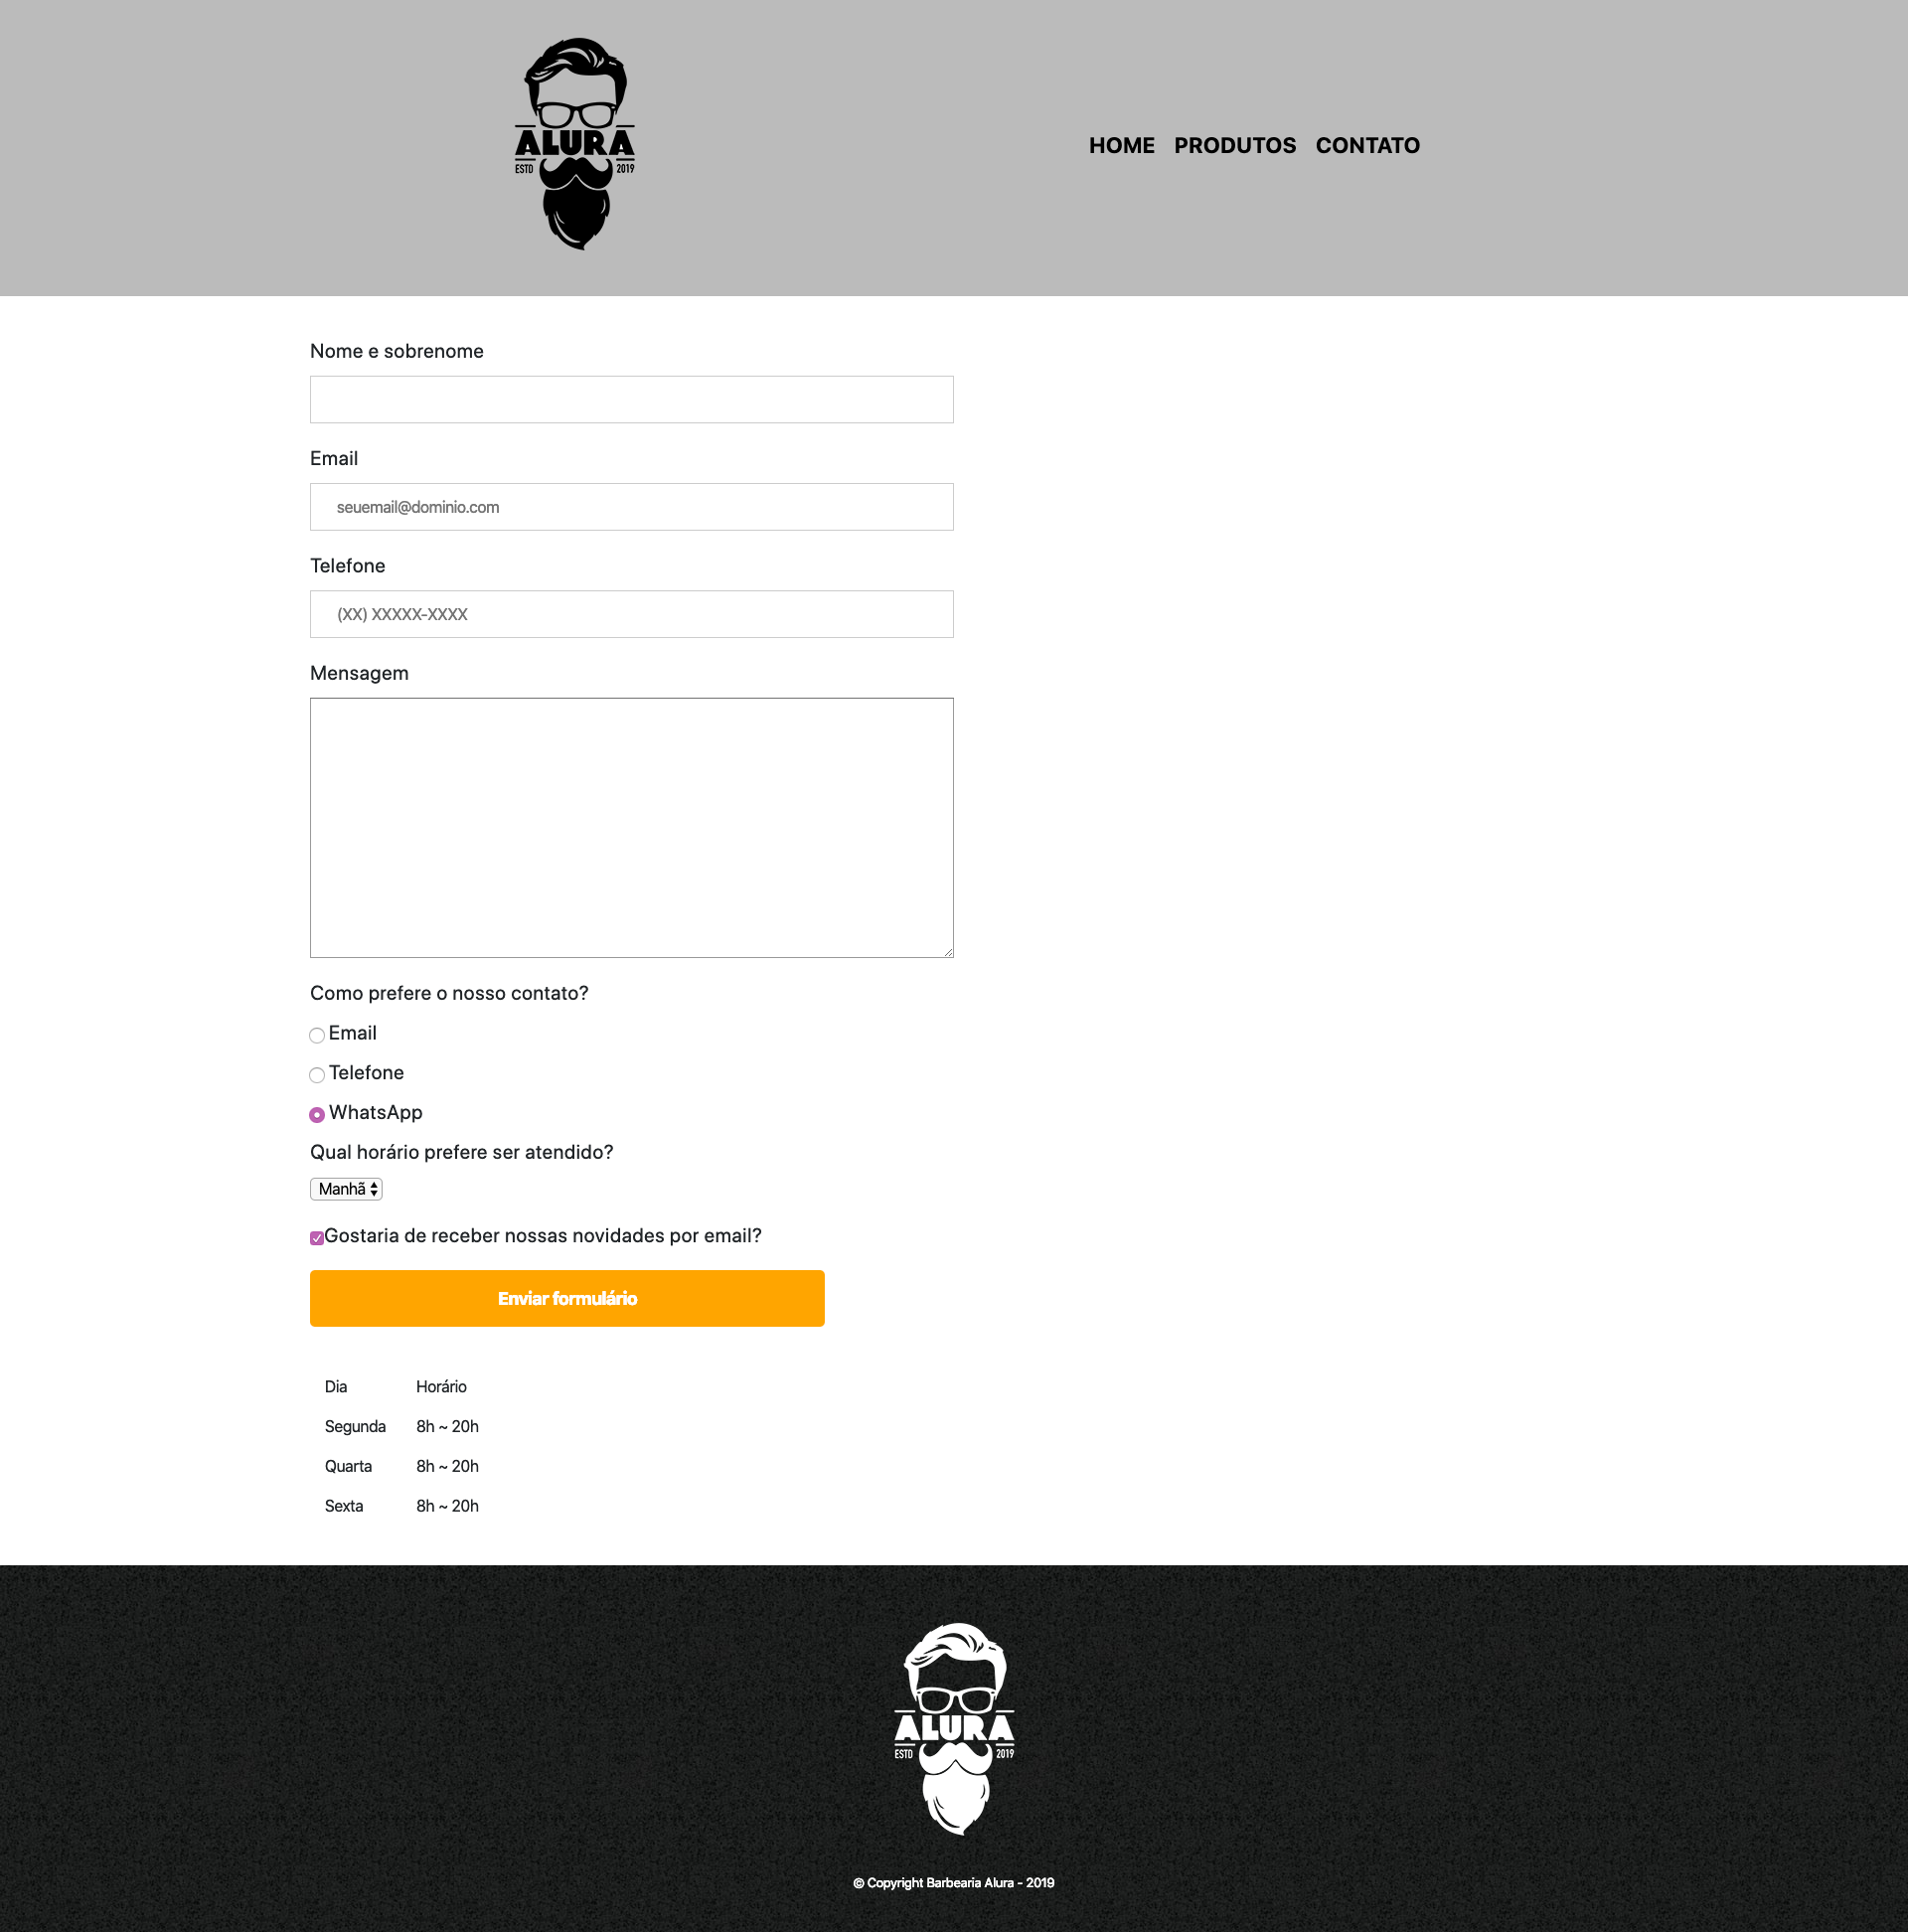 ALURA
ESTD 2019
HOME PRODUTOS CONTATO
Nome e sobrenome
Email
seuemail@dominio.com
Telefone
(XX) XXXXX-XXXX
Mensagem
Como prefere o nosso contato?
Email
Telefone
WhatsApp
Qual horário prefere ser atendido?
Manhã
Gostaria de receber nossas novidades por email?
Enviar formulário
Dia Horário
Segunda 8h ~ 20h
Quarta 8h ~ 20h
Sexta 8h ~ 20h
ALURA
ESTD 2019
© Copyright Barbearia Alura - 2019